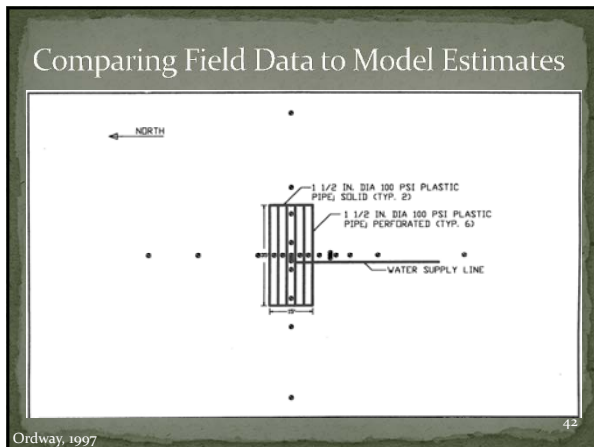 Comparing Field Data to Model Estimates
NORTH
1 1/2 IN. DIA 100 PSI PLASTIC
PIPE; SOLID (TYP. 2)
1 1/2 IN. DIA 100 PSI PLASTIC
PIPE; PERFORATED (TYP. 6)
WATER SUPPLY LINE
42
Ordway, 1997